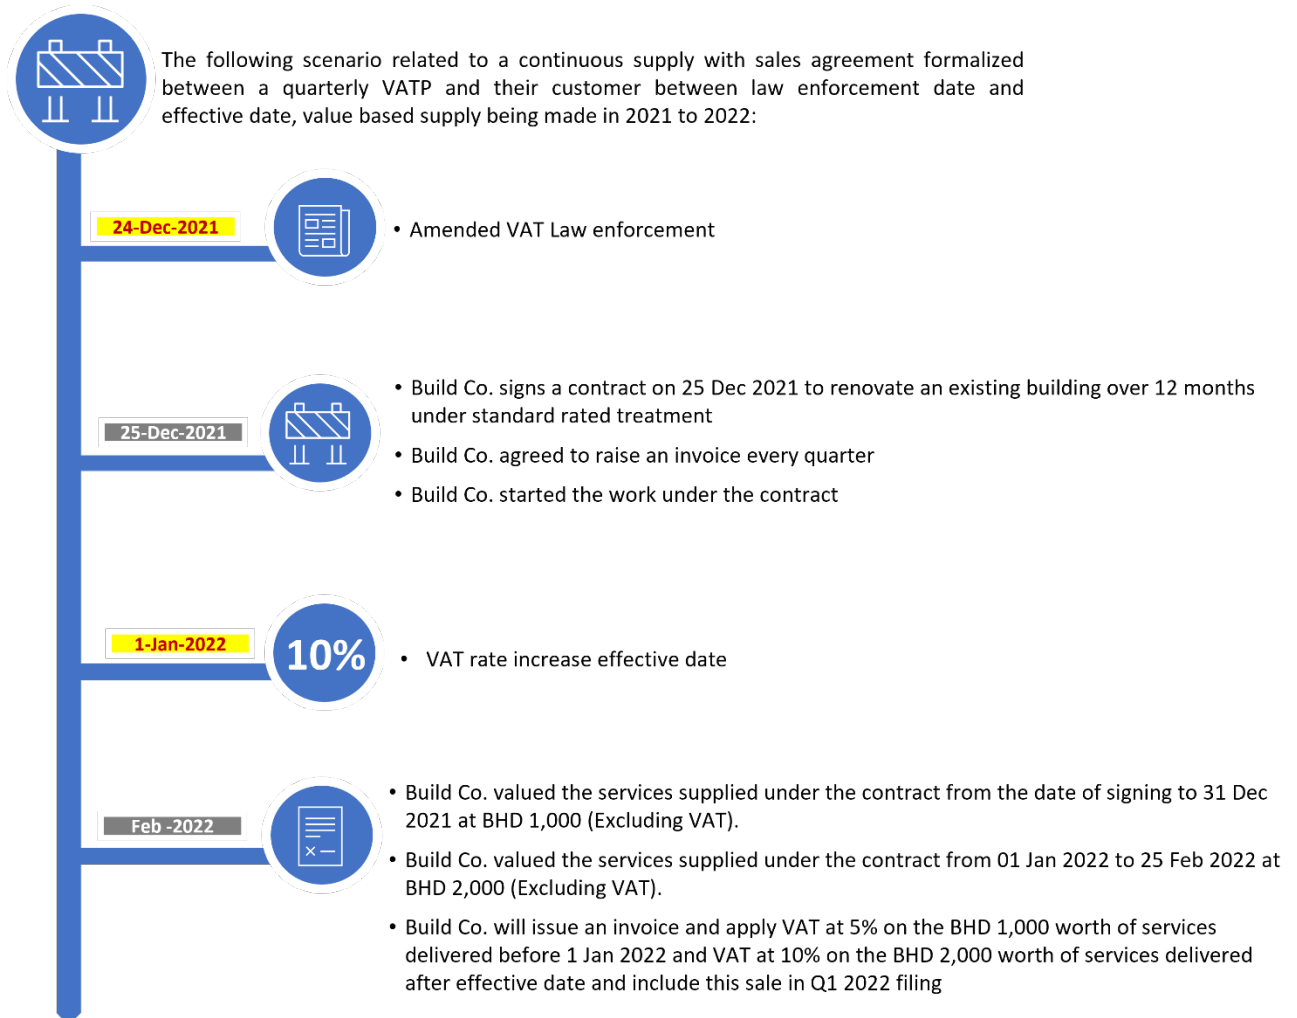 The following scenario related to a continuous supply with sales agreement formalized
between a quarterly VATP and their customer between law enforcement date and
effective date, value based supply being made in 2021 to 2022:
24-Dec-2021
• Amended VAT Law enforcement
25-Dec-2021
• Build Co. signs a contract on 25 Dec 2021 to renovate an existing building over 12 months
under standard rated treatment
• Build Co. agreed to raise an invoice every quarter
• Build Co. started the work under the contract
1-Jan-2022
10%
• VAT rate increase effective date
Feb -2022
• Build Co. valued the services supplied under the contract from the date of signing to 31 Dec
2021 at BHD 1,000 (Excluding VAT).
• Build Co. valued the services supplied under the contract from 01 Jan 2022 to 25 Feb 2022 at
BHD 2,000 (Excluding VAT).
• Build Co. will issue an invoice and apply VAT at 5% on the BHD 1,000 worth of services
delivered before 1 Jan 2022 and VAT at 10% on the BHD 2,000 worth of services delivered
after effective date and include this sale in Q1 2022 filing